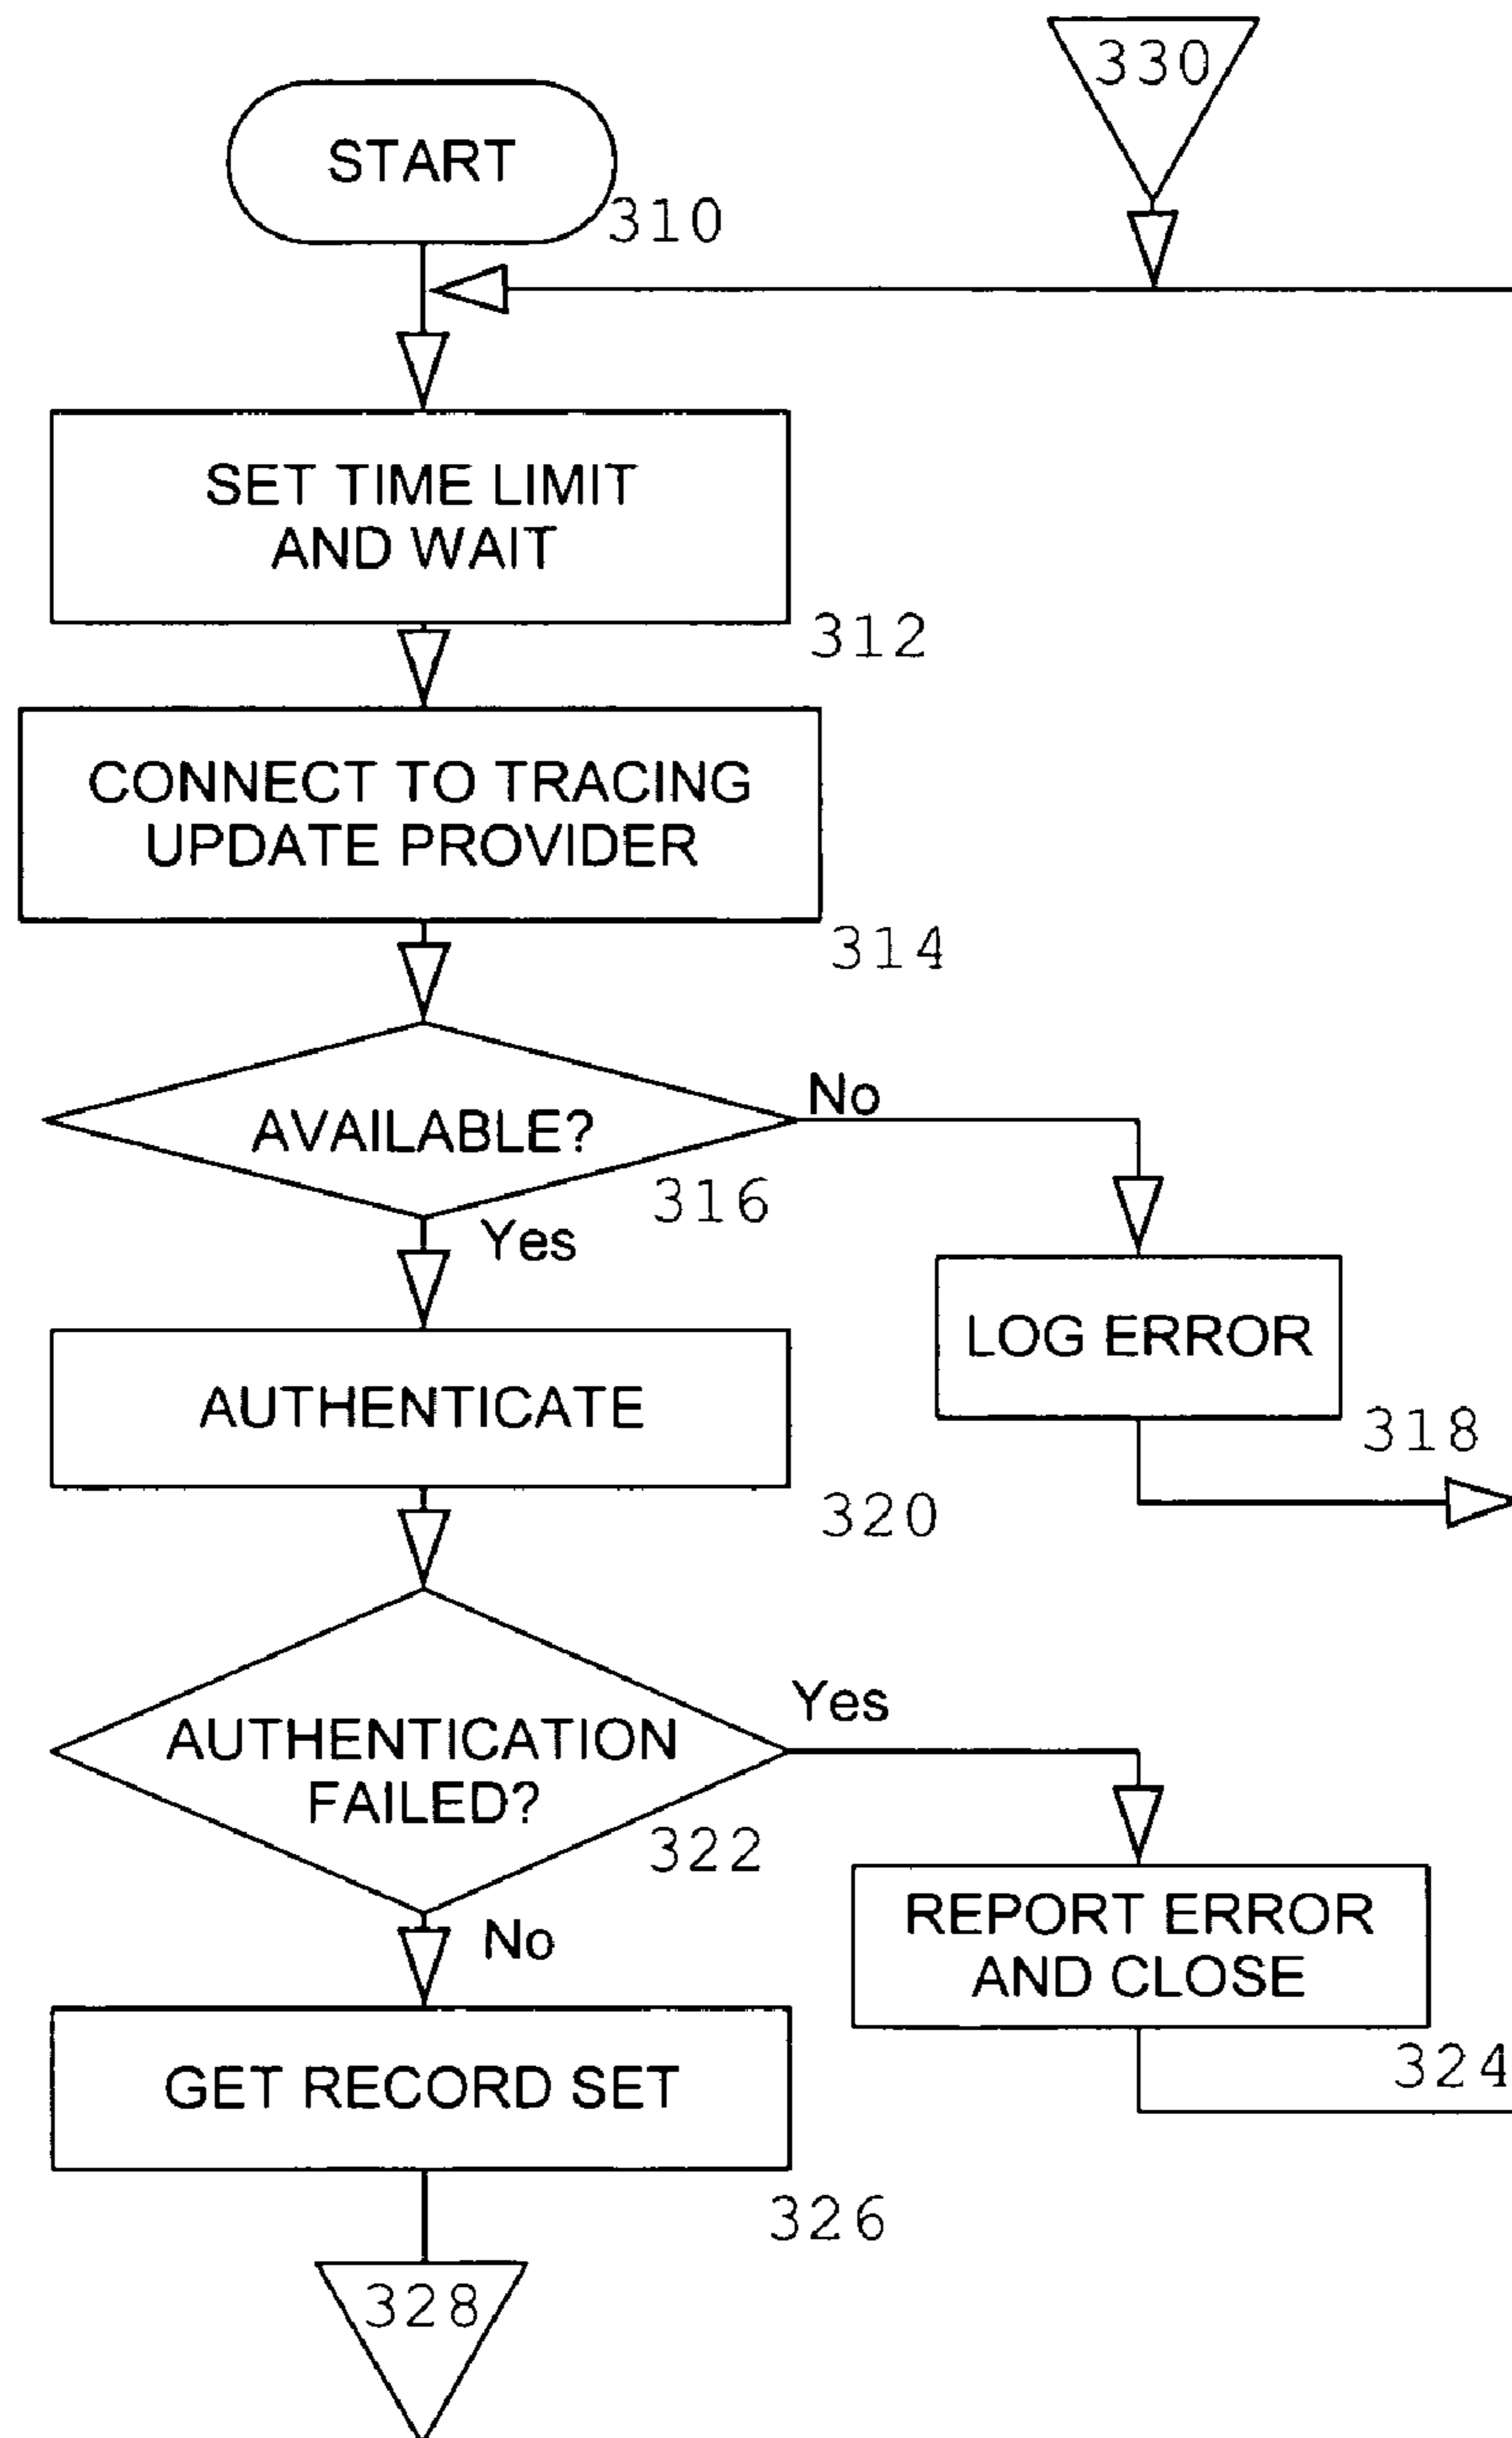 330
START
310
SET TIME LIMIT
AND WAIT
312
CONNECT TO TRACING
UPDATE PROVIDER
314
AVAILABLE?
No
316
Yes
LOG ERROR
318
AUTHENTICATE
320
AUTHENTICATION
FAILED?
Yes
322
No
REPORT ERROR
AND CLOSE
324
GET RECORD SET
326
328